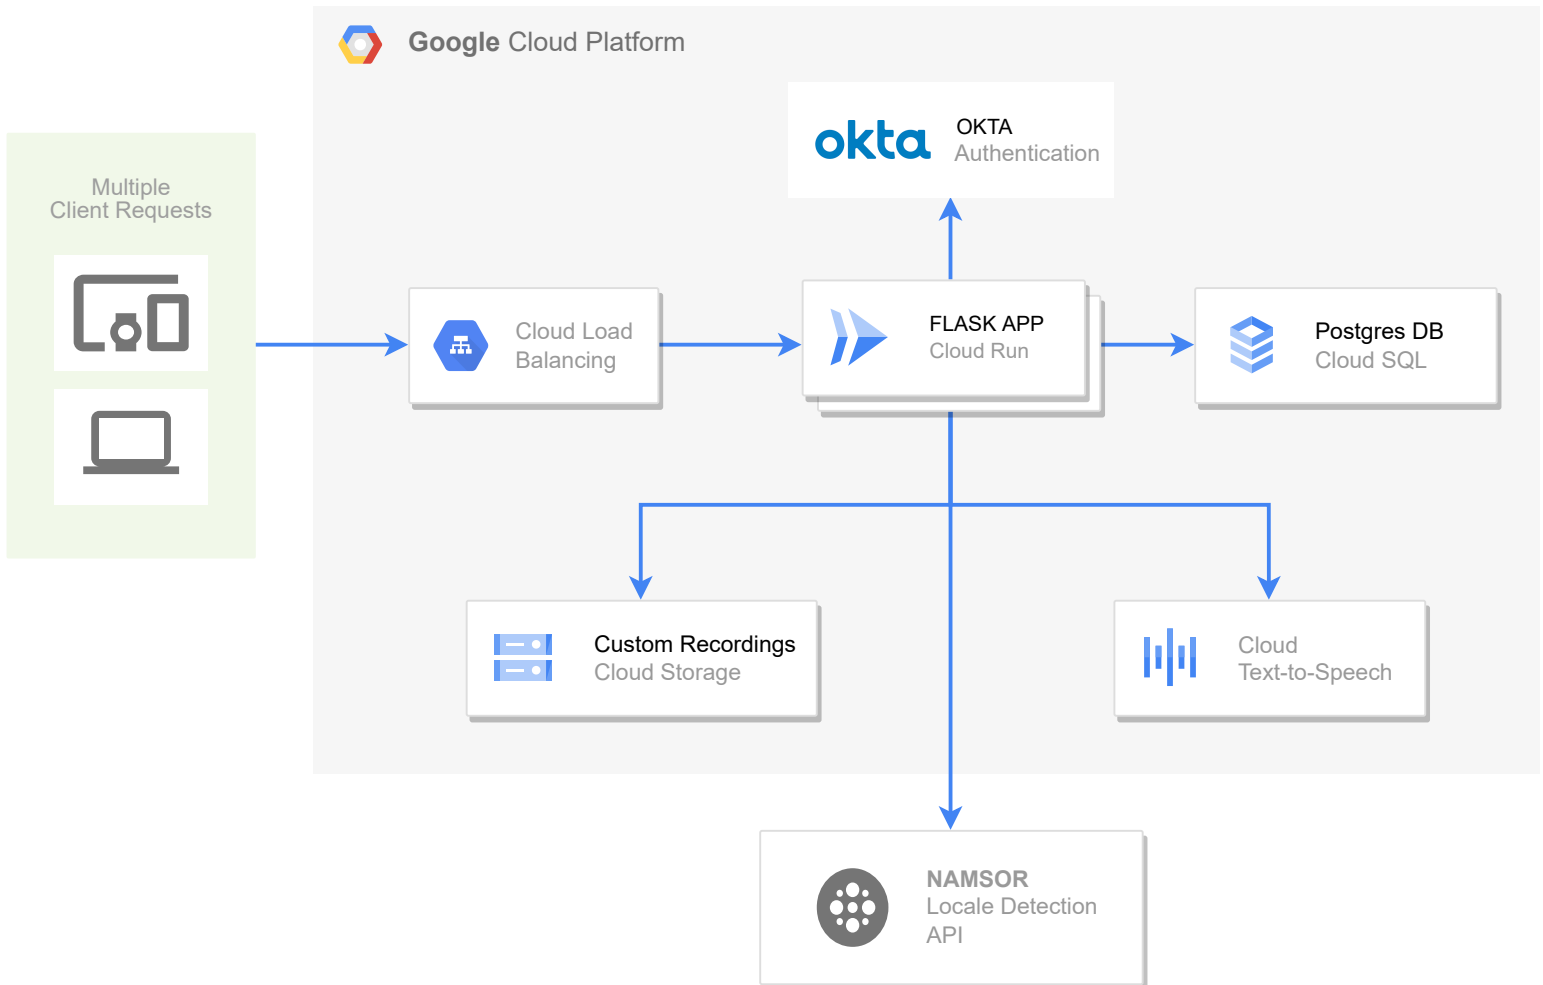 Google Cloud Platform
okta
OKTA
Authentication
Multiple
Client Requests
Cloud Load
Balancing
FLASK APP
Cloud Run
Postgres DB
Cloud SQL
Custom Recordings
Cloud Storage
Cloud
Text-to-Speech
NAMSOR
Locale Detection
API